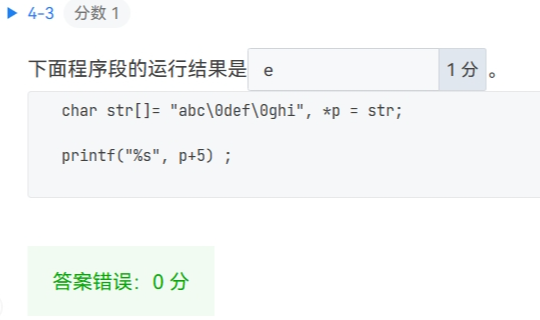 4-3 分数 1
下面程序段的运行结果是 e 1 分 。
char str[]= "abc\0def\0ghi", *p = str;
printf("%s", p+5) ;
答案错误：0 分